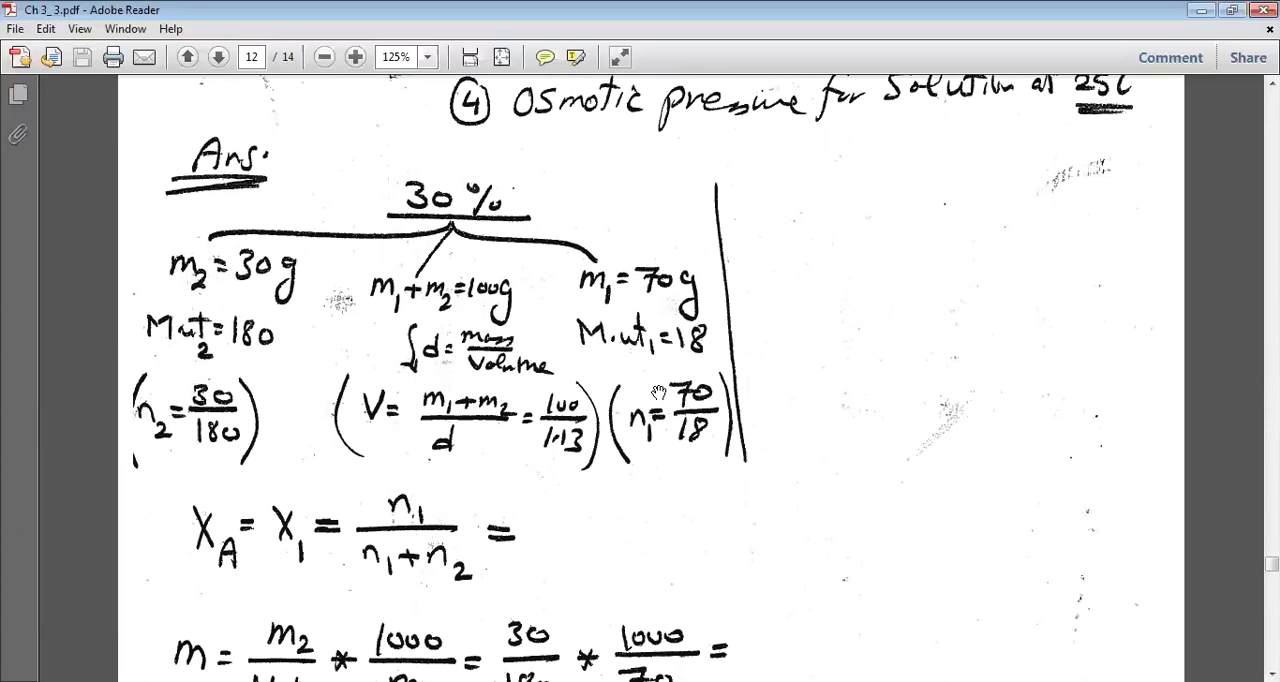 Ch 3_3.pdf - Adobe Reader
File Edit View Window Help
12 / 14 125% Comment Share
④ Osmotic pressure for solution at 25C
Ans.
30 %
m2 = 30g m1 + m2 = 100g m1 = 70g
M.wt2 = 180 d = mass / Volume M.wt1 = 18
(n2 = 30/180) (V = m1 + m2 / d = 100/1.13) (n1 = 70/18)
XA = X1 = n1 / n1 + n2 =
m = m2 * 1000 = 30 * 1000 =